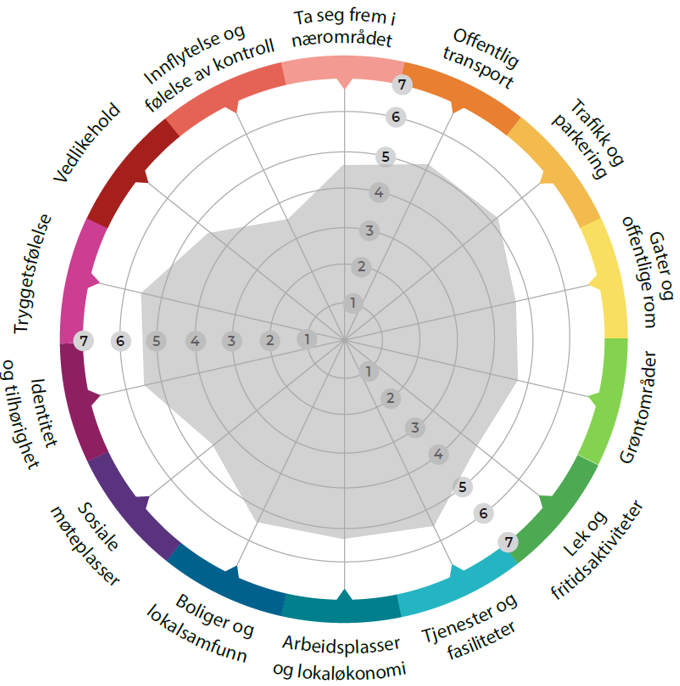 Ta seg frem i
nærområdet
Offentlig
transport
Trafikk og
parkering
Gater og
offentlige rom
Grøntområder
Lek og
fritidsaktiviteter
Tjenester og
fasiliteter
Arbeidsplasser
og lokaløkonomi
Boliger og
lokalsamfunn
Sosiale
møteplasser
Identitet
og tilhørighet
Tryggetsfølelse
Vedlikehold
Innflytelse og
følelse av kontroll
7
6
5
4
3
2
1
7 6 5 4 3 2 1
1
2
3
4
5
6
7